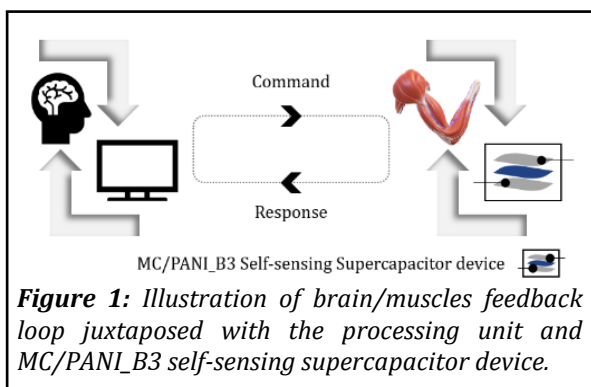 Command
Response
MC/PANI_B3 Self-sensing Supercapacitor device
Figure 1: Illustration of brain/muscles feedback
loop juxtaposed with the processing unit and
MC/PANI_B3 self-sensing supercapacitor device.